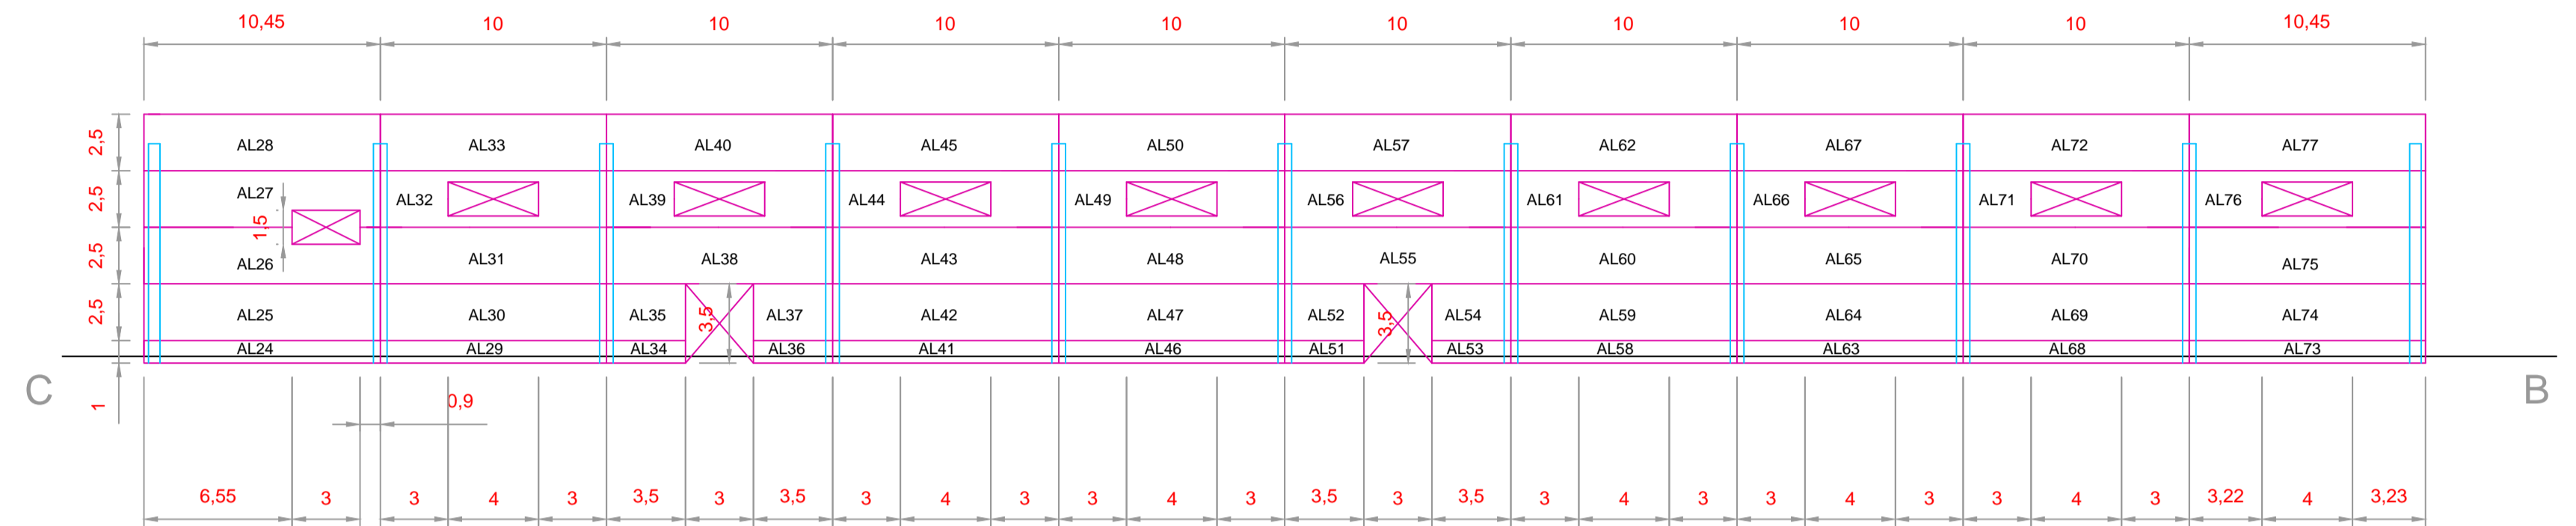 10,45 10 10 10 10 10 10 10 10 10,45
2,5 AL28 AL33 AL40 AL45 AL50 AL57 AL62 AL67 AL72 AL77
AL27
2,5 AL32 AL39 AL44 AL49 AL56 AL61 AL66 AL71 AL76
1,5
2,5 AL26 AL31 AL38 AL43 AL48 AL55 AL60 AL65 AL70 AL75
2,5 AL25 AL30 AL35 3,5 AL37 AL42 AL47 AL52 3,5 AL54 AL59 AL64 AL69 AL74
AL24 AL29 AL34 AL36 AL41 AL46 AL51 AL53 AL58 AL63 AL68 AL73
C B
1 0,9
6,55 3 3 4 3 3,5 3 3,5 3 4 3 3 4 3 3,5 3 3,5 3 4 3 3 4 3 3 4 3 3,22 4 3,23